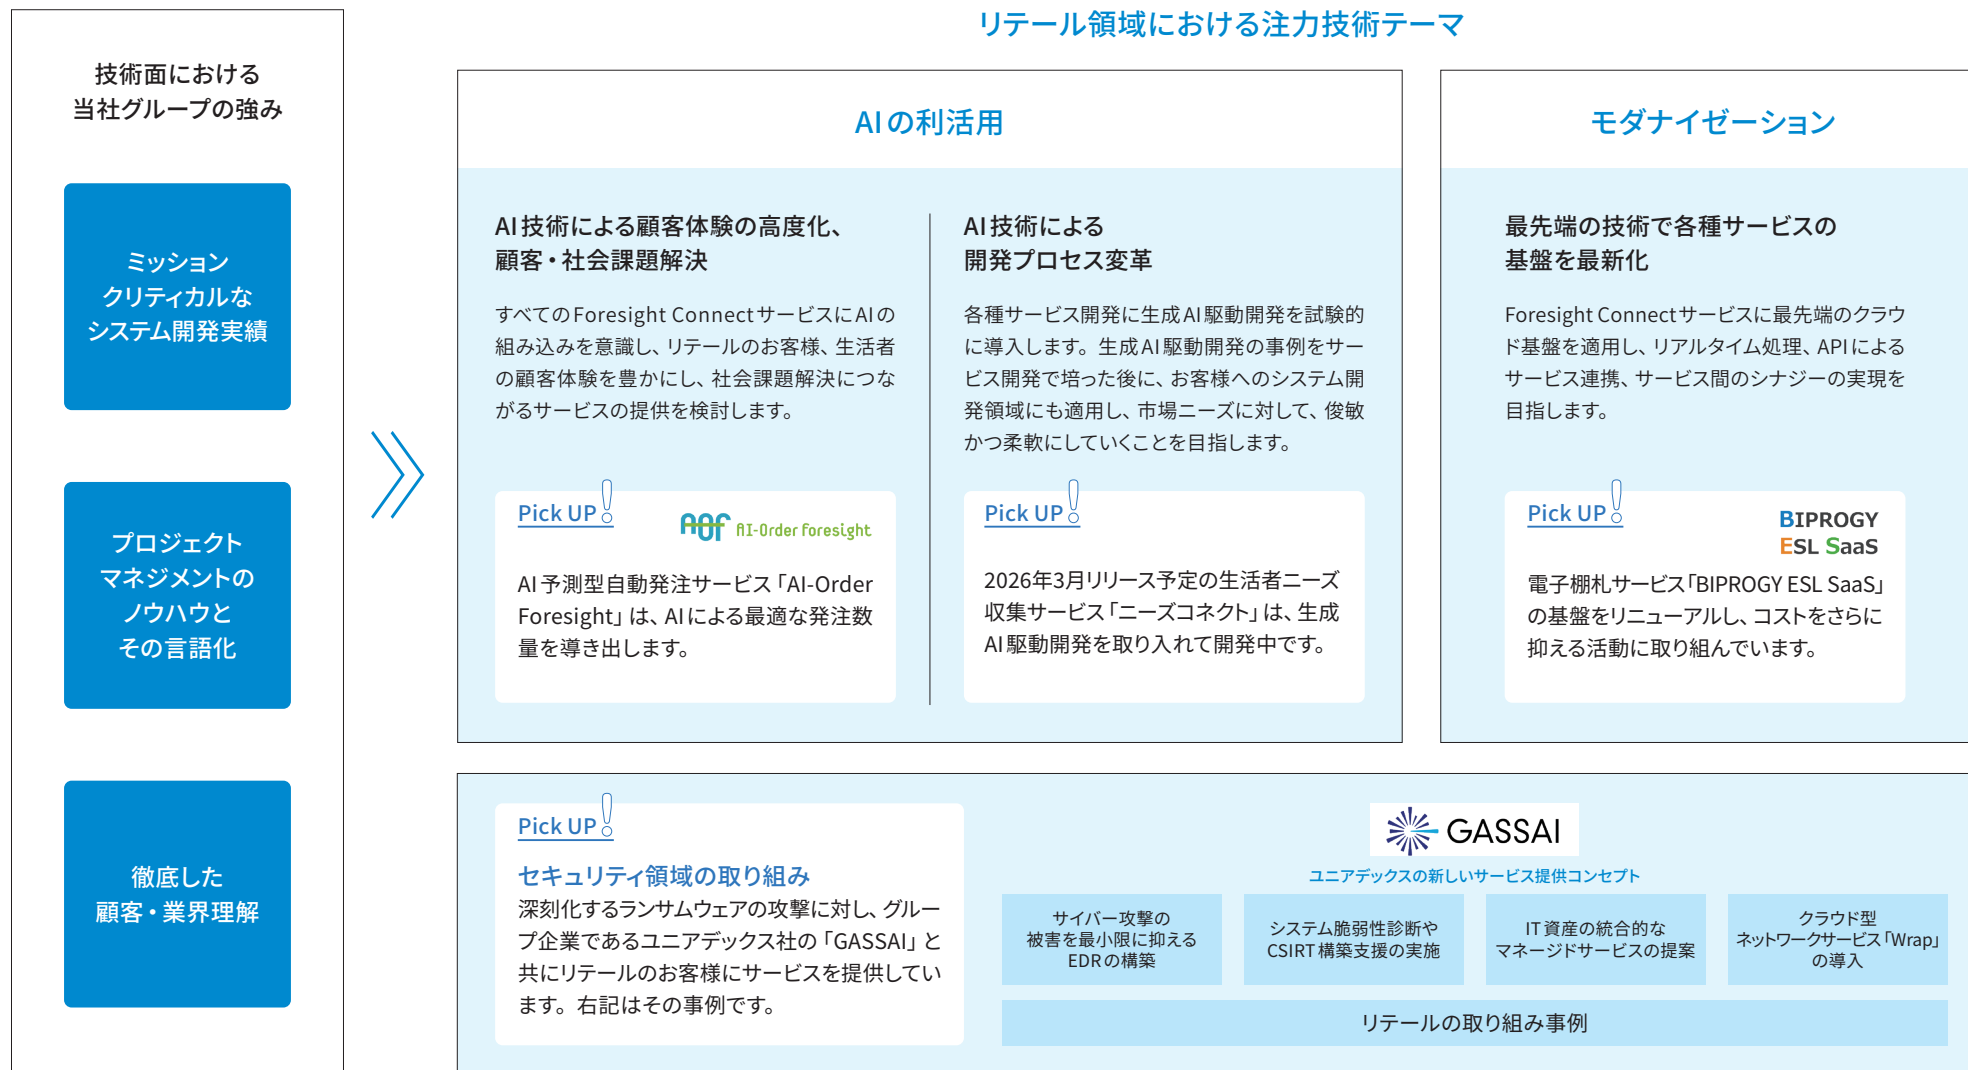 リテール領域における注力技術テーマ
技術面における
当社グループの強み
ミッション
クリティカルな
システム開発実績
プロジェクト
マネジメントの
ノウハウと
その言語化
徹底した
顧客・業界理解
AIの利活用
AI技術による顧客体験の高度化、
顧客・社会課題解決
すべてのForesight ConnectサービスにAIの
組み込みを意識し、リテールのお客様、生活者
の顧客体験を豊かにし、社会課題解決につな
がるサービスの提供を検討します。
Pick UP!
AOF AI-Order Foresight
AI予測型自動発注サービス「AI-Order
Foresight」は、AIによる最適な発注数
量を導き出します。
AI技術による
開発プロセス変革
各種サービス開発に生成AI駆動開発を試験的
に導入します。生成AI駆動開発の事例をサー
ビス開発で培った後に、お客様へのシステム開
発領域にも適用し、市場ニーズに対して、俊敏
かつ柔軟にしていくことを目指します。
Pick UP!
2026年3月リリース予定の生活者ニーズ
収集サービス「ニーズコネクト」は、生成
AI駆動開発を取り入れて開発中です。
モダナイゼーション
最先端の技術で各種サービスの
基盤を最新化
Foresight Connectサービスに最先端のクラウ
ド基盤を適用し、リアルタイム処理、APIによる
サービス連携、サービス間のシナジーの実現を
目指します。
Pick UP!
BIPROGY
ESL SaaS
電子棚札サービス「BIPROGY ESL SaaS」
の基盤をリニューアルし、コストをさらに
抑える活動に取り組んでいます。
Pick UP!
セキュリティ領域の取り組み
深刻化するランサムウェアの攻撃に対し、グルー
プ企業であるユニアデックス社の「GASSAI」と
共にリテールのお客様にサービスを提供してい
ます。右記はその事例です。
GASSAI
ユニアデックスの新しいサービス提供コンセプト
サイバー攻撃の
被害を最小限に抑える
EDRの構築
システム脆弱性診断や
CSIRT構築支援の実施
IT資産の統合的な
マネージドサービスの提案
クラウド型
ネットワークサービス「Wrap」
の導入
リテールの取り組み事例